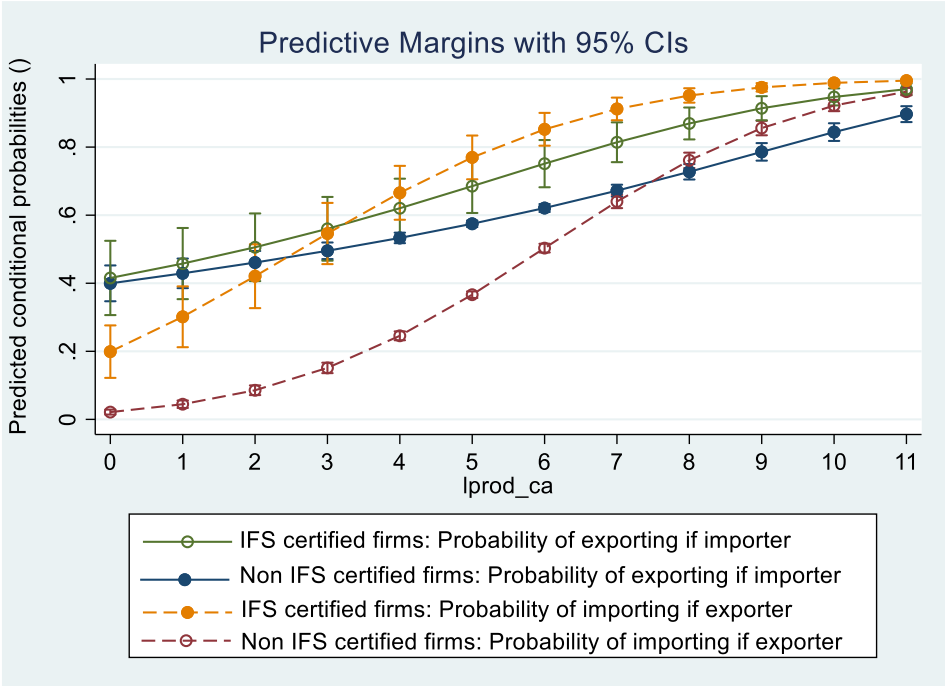 Predictive Margins with 95% CIs
Predicted conditional probabilities ()
1
.8
.6
.4
.2
0
0 1 2 3 4 5 6 7 8 9 10 11
lprod_ca
IFS certified firms: Probability of exporting if importer
Non IFS certified firms: Probability of exporting if importer
IFS certified firms: Probability of importing if exporter
Non IFS certified firms: Probability of importing if exporter